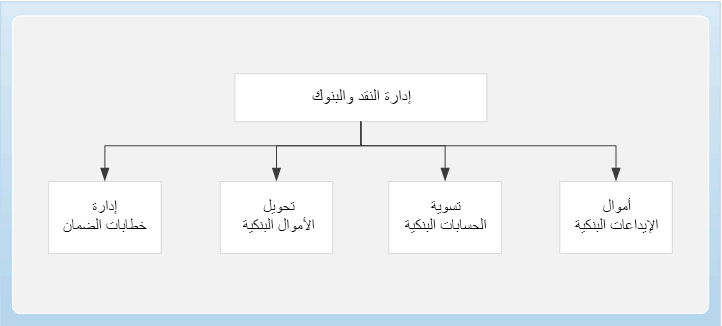 إدارة النقد والبنوك
أموال
الإيداعات البنكية
تسوية
الحسابات البنكية
تحويل
الأموال البنكية
إدارة
خطابات الضمان